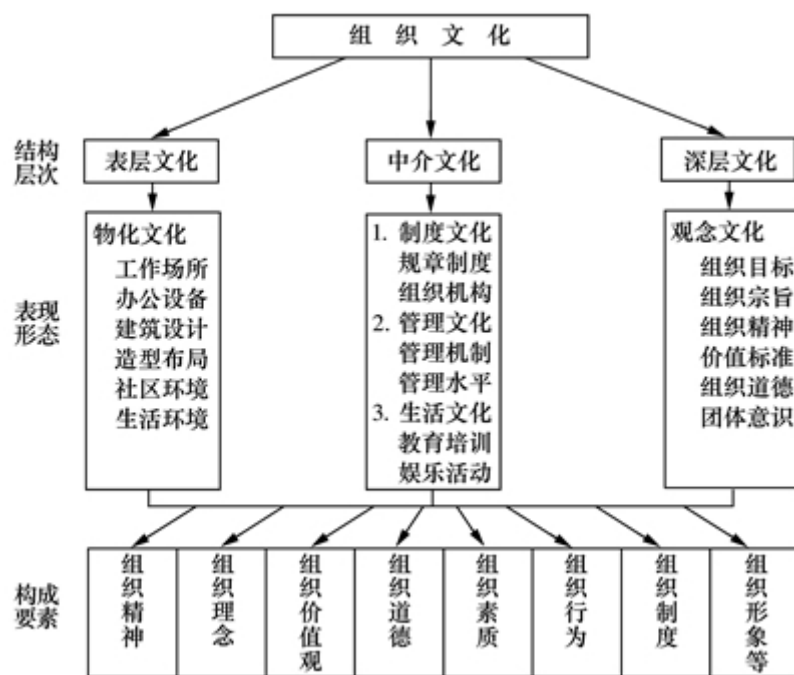 组织文化
结构
层次
表层文化
中介文化
深层文化
表现
形态
物化文化
工作场所
办公设备
建筑设计
造型布局
社区环境
生活环境
1. 制度文化
规章制度
组织机构
2. 管理文化
管理机制
管理水平
3. 生活文化
教育培训
娱乐活动
观念文化
组织目标
组织宗旨
组织精神
价值标准
组织道德
团体意识
构成
要素
组织精神
组织理念
组织价值观
组织道德
组织素质
组织行为
组织制度
组织形象等